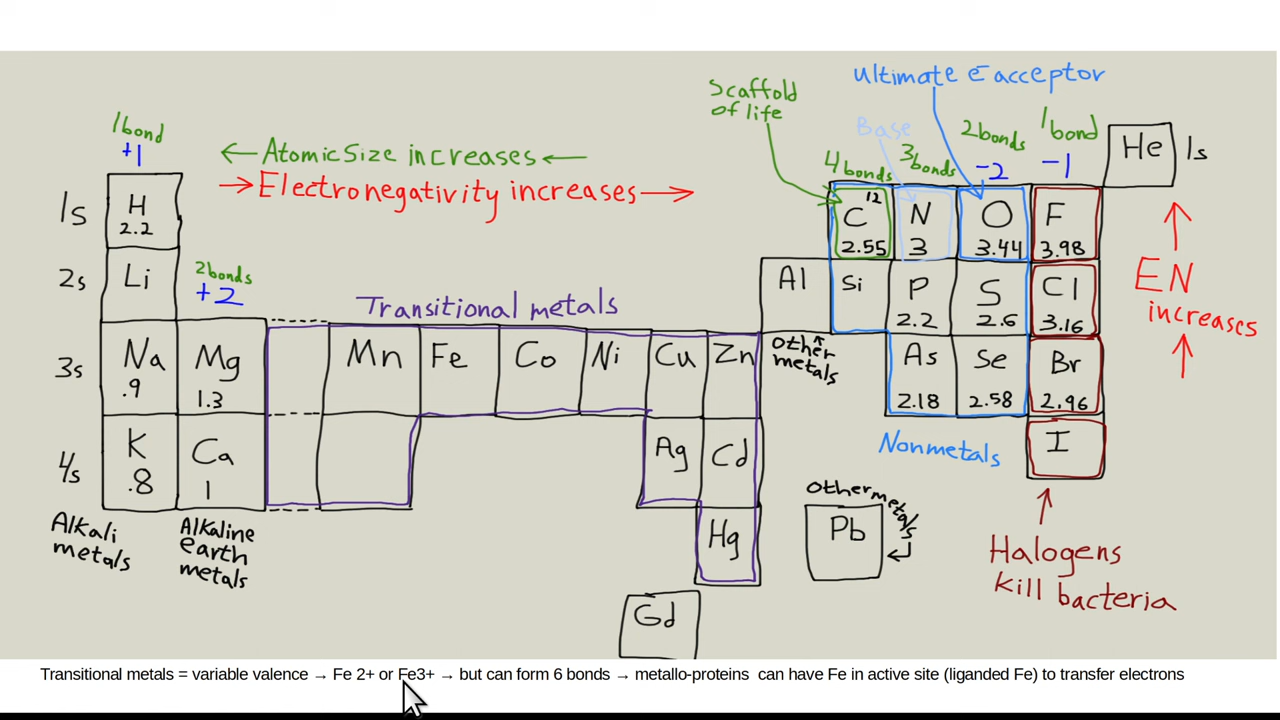 Scaffold
of life
ultimate e⁻ acceptor
1bond
+1
← Atomic Size increases ←
→ Electronegativity increases →
Base
4bonds
3bonds
2bonds
-2
1bond
-1
He 1s
1s H 2.2
C 12 2.55
N 3
O 3.44
F 3.98
2s Li
2bonds
+2
Transitional metals
Al
Si
P 2.2
S 2.6
Cl 3.16
EN
increases
3s Na .9
Mg 1.3
Mn Fe Co Ni Cu Zn
other
metals
As 2.18
Se 2.58
Br 2.96
4s K .8
Ca 1
Ag Cd
Nonmetals
I
Alkali
metals
Alkaline
earth
metals
Hg
other metals
Pb
Halogens
kill bacteria
Gd
Transitional metals = variable valence → Fe 2+ or Fe3+ → but can form 6 bonds → metallo-proteins can have Fe in active site (liganded Fe) to transfer electrons